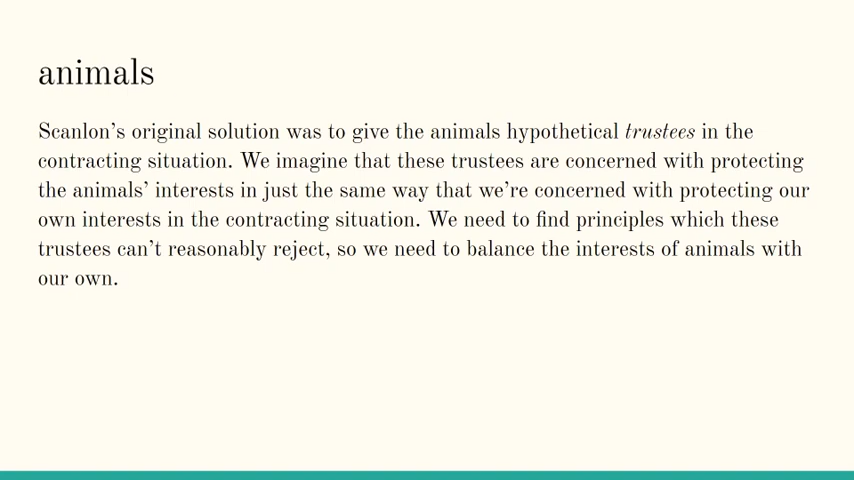 animals
Scanlon’s original solution was to give the animals hypothetical trustees in the
contracting situation. We imagine that these trustees are concerned with protecting
the animals’ interests in just the same way that we’re concerned with protecting our
own interests in the contracting situation. We need to find principles which these
trustees can’t reasonably reject, so we need to balance the interests of animals with
our own.